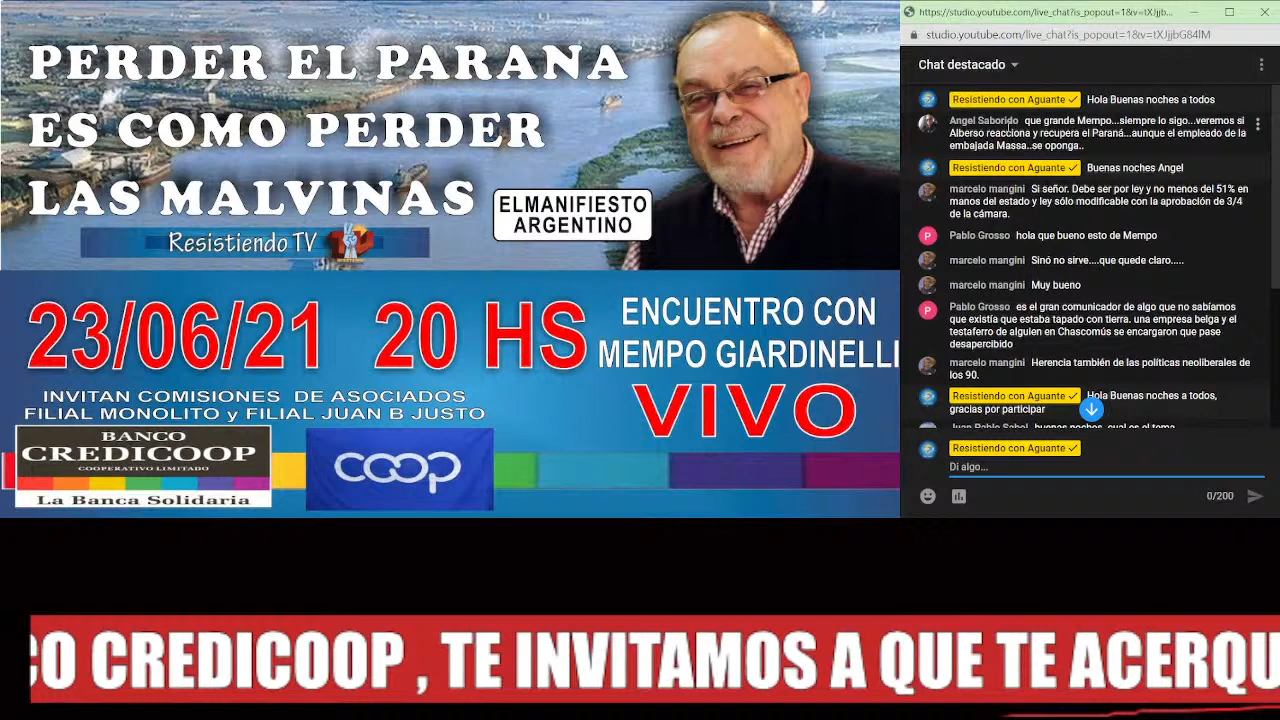 PERDER EL PARANA
ES COMO PERDER
LAS MALVINAS
ELMANIFIESTO
ARGENTINO
Resistiendo TV
23/06/21 20 HS
ENCUENTRO CON
MEMPO GIARDINELLI
VIVO
INVITAN COMISIONES DE ASOCIADOS
FILIAL MONOLITO y FILIAL JUAN B JUSTO
BANCO
CREDICOOP
COOPERATIVO LIMITADO
La Banca Solidaria
coop
https://studio.youtube.com/live_chat?is_popout=1&v=tXJjjb...
studio.youtube.com/live_chat?is_popout=1&v=tXJjjbG84lM
Chat destacado
Resistiendo con Aguante Hola Buenas noches a todos
Angel Saborido que grande Mempo...siempre lo sigo...veremos si
Alberso reacciona y recupera el Paraná...aunque el empleado de la
embajada Massa..se oponga..
Resistiendo con Aguante Buenas noches Angel
marcelo mangini Si señor. Debe ser por ley y no menos del 51% en
manos del estado y ley sólo modificable con la aprobación de 3/4
de la cámara.
P Pablo Grosso hola que bueno esto de Mempo
marcelo mangini Sinó no sirve....que quede claro.....
marcelo mangini Muy bueno
P Pablo Grosso es el gran comunicador de algo que no sabíamos
que existía que estaba tapado con tierra. una empresa belga y el
testaferro de alguien en Chascomús se encargaron que pase
desapercibido
marcelo mangini Herencia también de las políticas neoliberales de
los 90.
Resistiendo con Aguante Hola Buenas noches a todos,
gracias por participar
Juan Pablo Sabel buenas noches, cual es el tema
Resistiendo con Aguante
Di algo...
0/200
CO CREDICOOP , TE INVITAMOS A QUE TE ACERQU